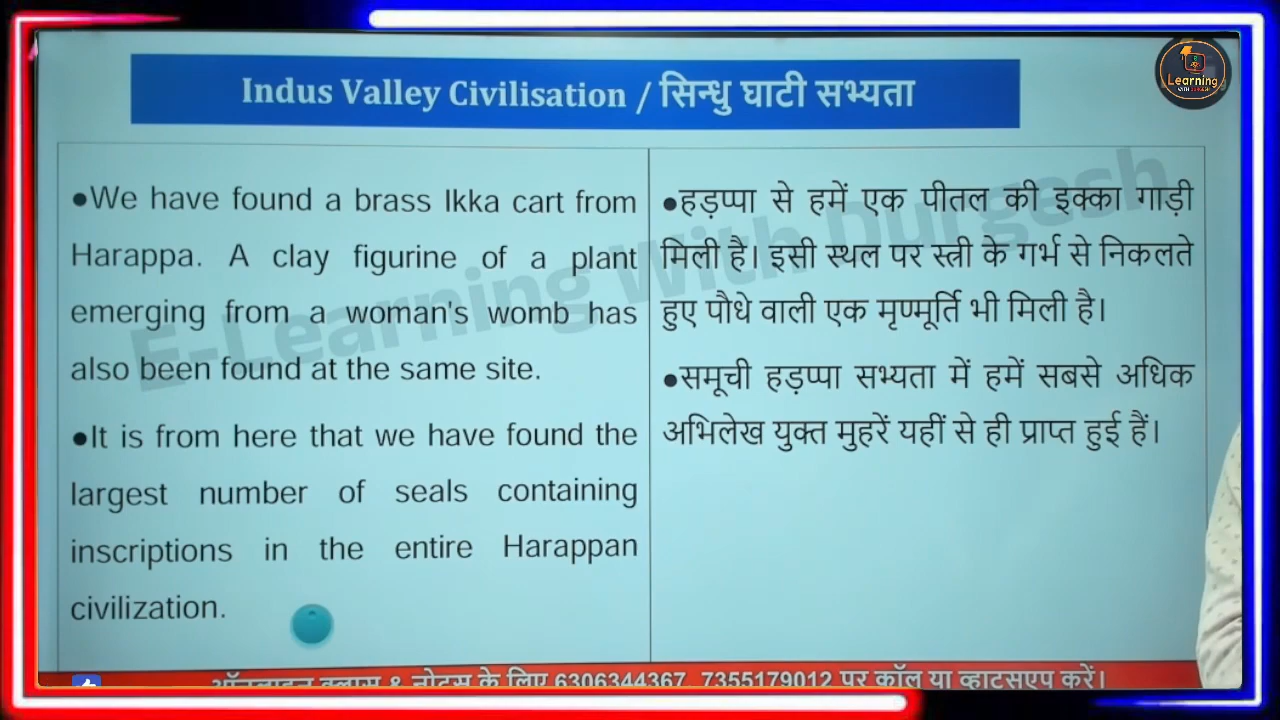 Learning
Indus Valley Civilisation / सिन्धु घाटी सभ्यता
●We have found a brass Ikka cart from
Harappa. A clay figurine of a plant
emerging from a woman's womb has
also been found at the same site.
●It is from here that we have found the
largest number of seals containing
inscriptions in the entire Harappan
civilization.
●हड़प्पा से हमें एक पीतल की इक्का गाड़ी
मिली है। इसी स्थल पर स्त्री के गर्भ से निकलते
हुए पौधे वाली एक मृण्मूर्ति भी मिली है।
●समूची हड़प्पा सभ्यता में हमें सबसे अधिक
अभिलेख युक्त मुहरें यहीं से ही प्राप्त हुई हैं।
E-Learning With Durgesh
ऑनलाइन क्लास & नोट्स के लिए 6306344367, 7355179012 पर कॉल या व्हाट्सएप करें।